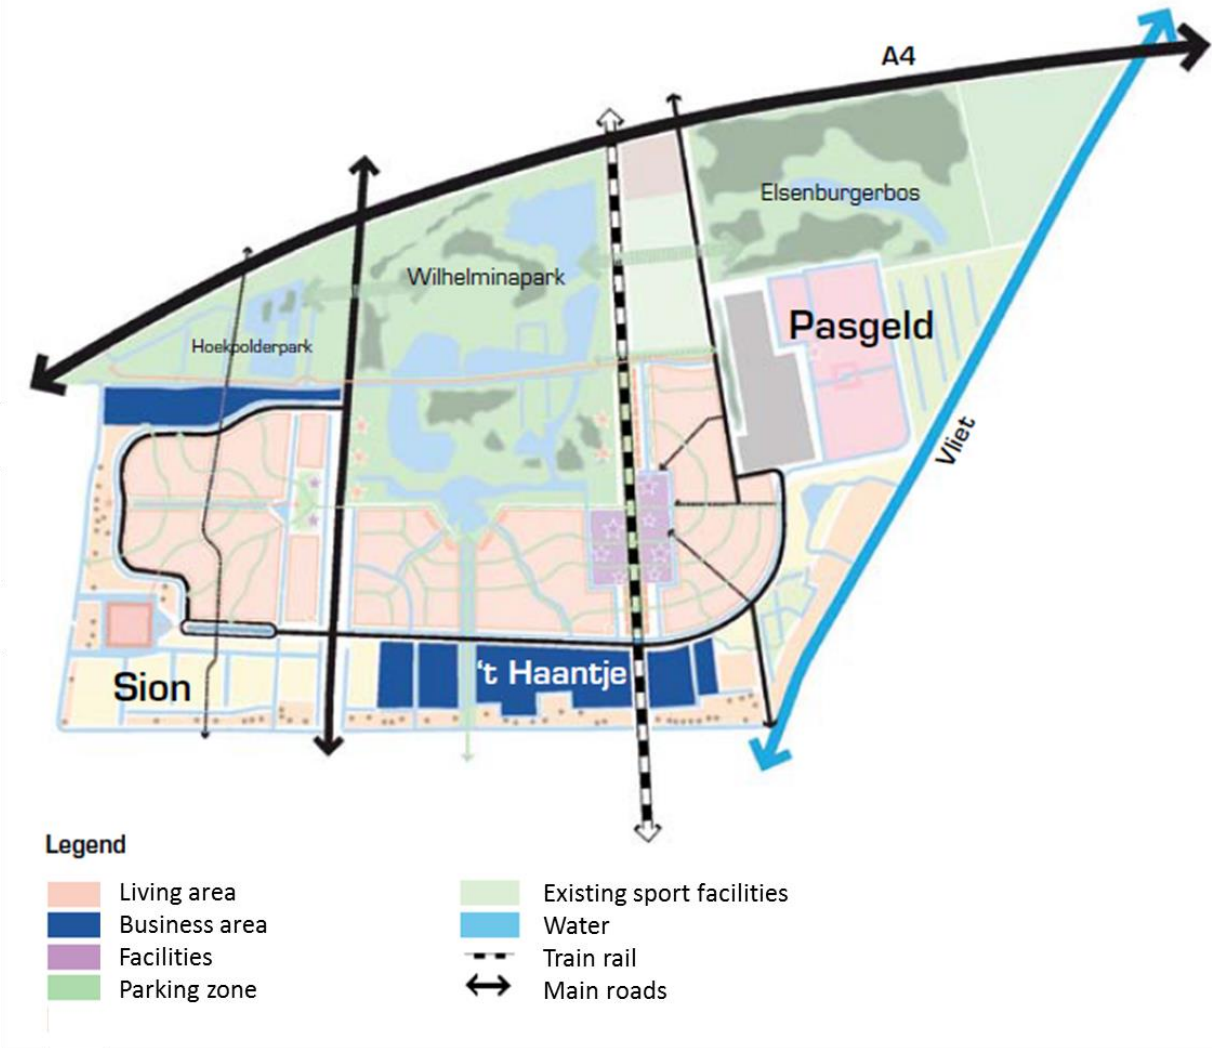 A4
Elsenburgerbos
Wilhelminapark
Pasgeld
Hoekpolderpark
Vliet
't Haantje
Sion
Legend
Living area
Business area
Facilities
Parking zone
Existing sport facilities
Water
Train rail
Main roads